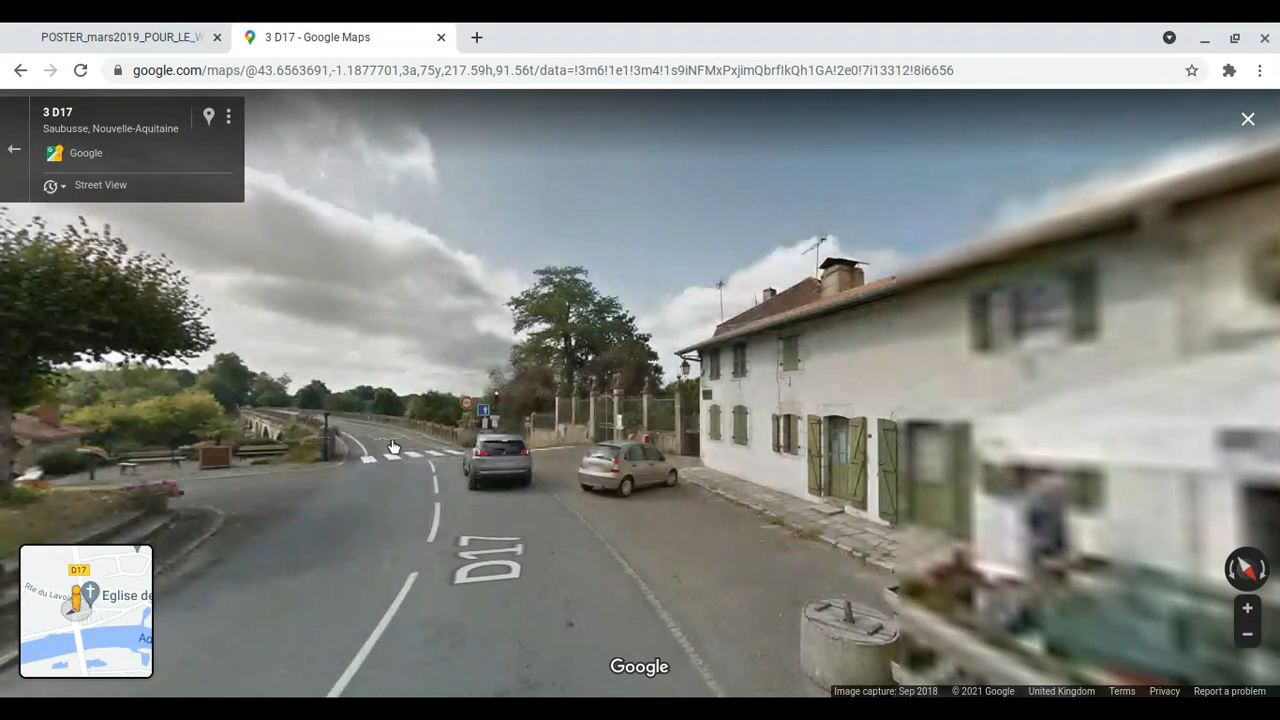 POSTER_mars2019_POUR_LE_W
3 D17 - Google Maps
google.com/maps/@43.6563691,-1.1877701,3a,75y,217.59h,91.56t/data=!3m6!1e1!3m4!1s9iNFMxPxjimQbrfIkQh1GA!2e0!7i13312!8i6656
3 D17
Saubusse, Nouvelle-Aquitaine
Google
Street View
D17
D17
Rte du Lavoi
Eglise de
Ad
Google
Image capture: Sep 2018 © 2021 Google United Kingdom Terms Privacy Report a problem